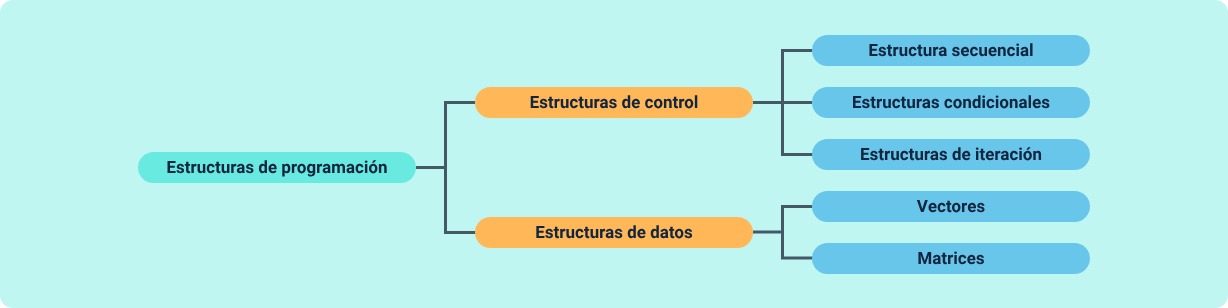 Estructuras de programación
Estructuras de control
Estructura secuencial
Estructuras condicionales
Estructuras de iteración
Estructuras de datos
Vectores
Matrices